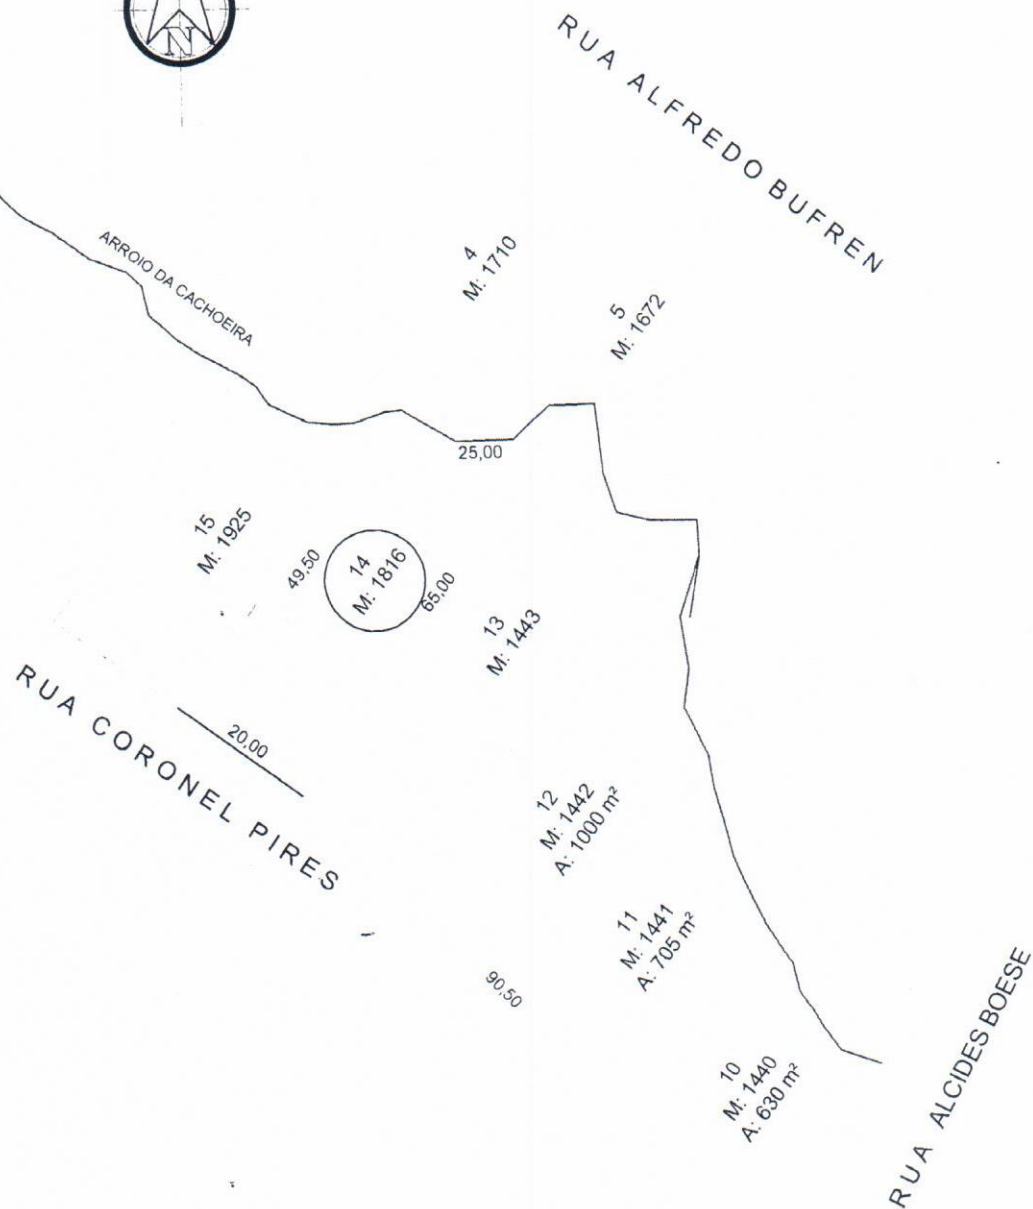 N
RUA ALFREDO BUFREN
ARROIO DA CACHOEIRA
4
M: 1710
5
M: 1672
25,00
15
M: 1925
49,50
14
M: 1816
65,00
13
M: 1443
RUA CORONEL PIRES
20,00
12
M: 1442
A: 1000 m²
11
M: 1441
A: 705 m²
90,50
10
M: 1440
A: 630 m²
RUA ALCIDES BOESE